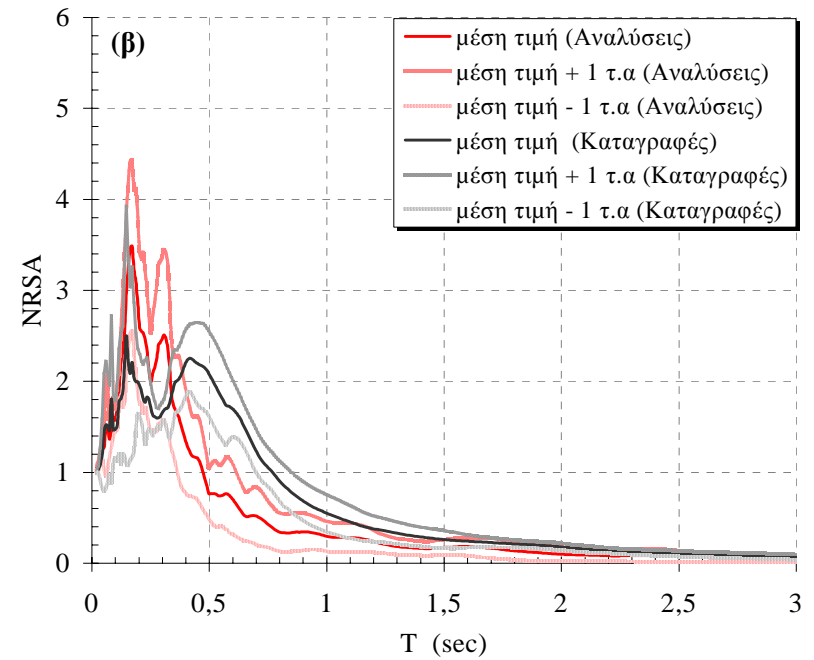 6
(β)
μέση τιμή (Αναλύσεις)
μέση τιμή + 1 τ.α (Αναλύσεις)
μέση τιμή - 1 τ.α (Αναλύσεις)
μέση τιμή (Καταγραφές)
μέση τιμή + 1 τ.α (Καταγραφές)
μέση τιμή - 1 τ.α (Καταγραφές)
5
4
3
2
1
0
NRSA
0 0,5 1 1,5 2 2,5 3
T (sec)